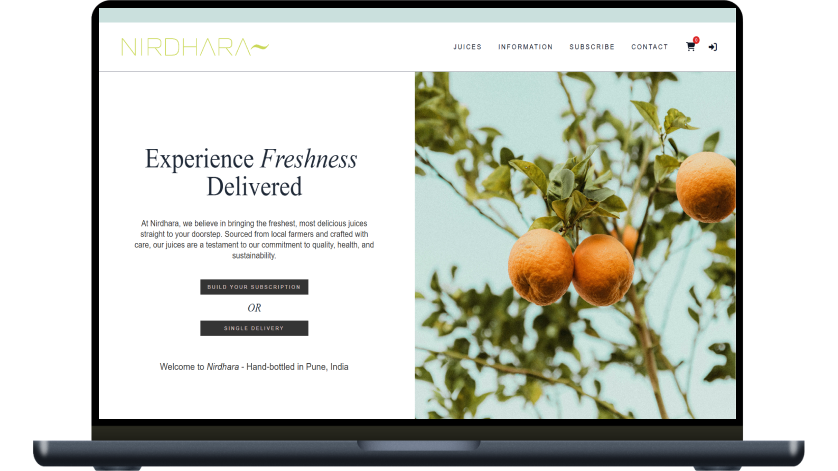 NIRDHARA~
JUICES INFORMATION SUBSCRIBE CONTACT 0
Experience Freshness
Delivered
At Nirdhara, we believe in bringing the freshest, most delicious juices
straight to your doorstep. Sourced from local farmers and crafted with
care, our juices are a testament to our commitment to quality, health, and
sustainability.
BUILD YOUR SUBSCRIPTION
OR
SINGLE DELIVERY
Welcome to Nirdhara - Hand-bottled in Pune, India